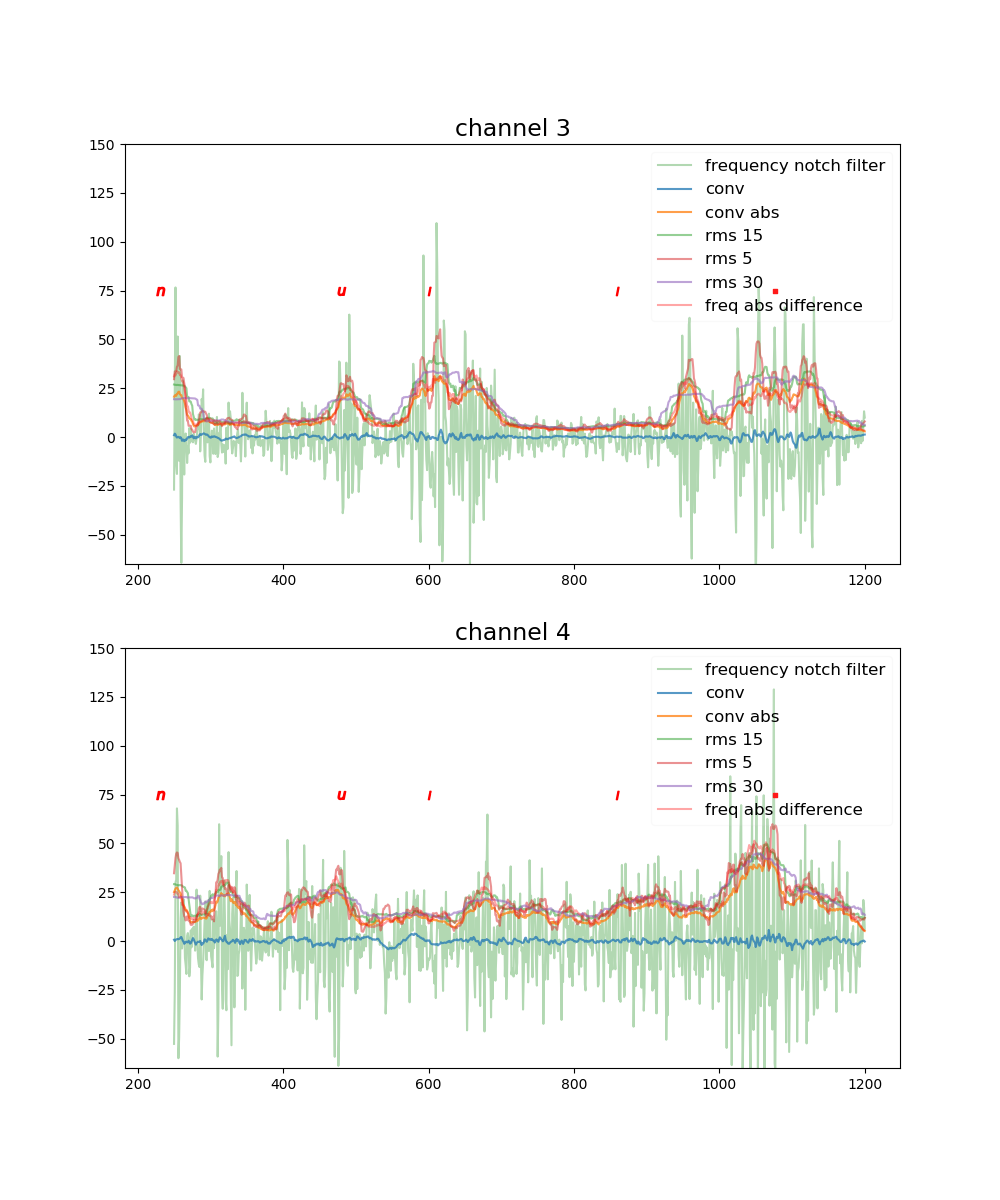 channel 3
150
125
100
75
50
25
0
−25
−50
200 400 600 800 1000 1200
frequency notch filter
conv
conv abs
rms 15
rms 5
rms 30
freq abs difference
n u ı ı .
channel 4
150
125
100
75
50
25
0
−25
−50
200 400 600 800 1000 1200
frequency notch filter
conv
conv abs
rms 15
rms 5
rms 30
freq abs difference
n u ı ı .